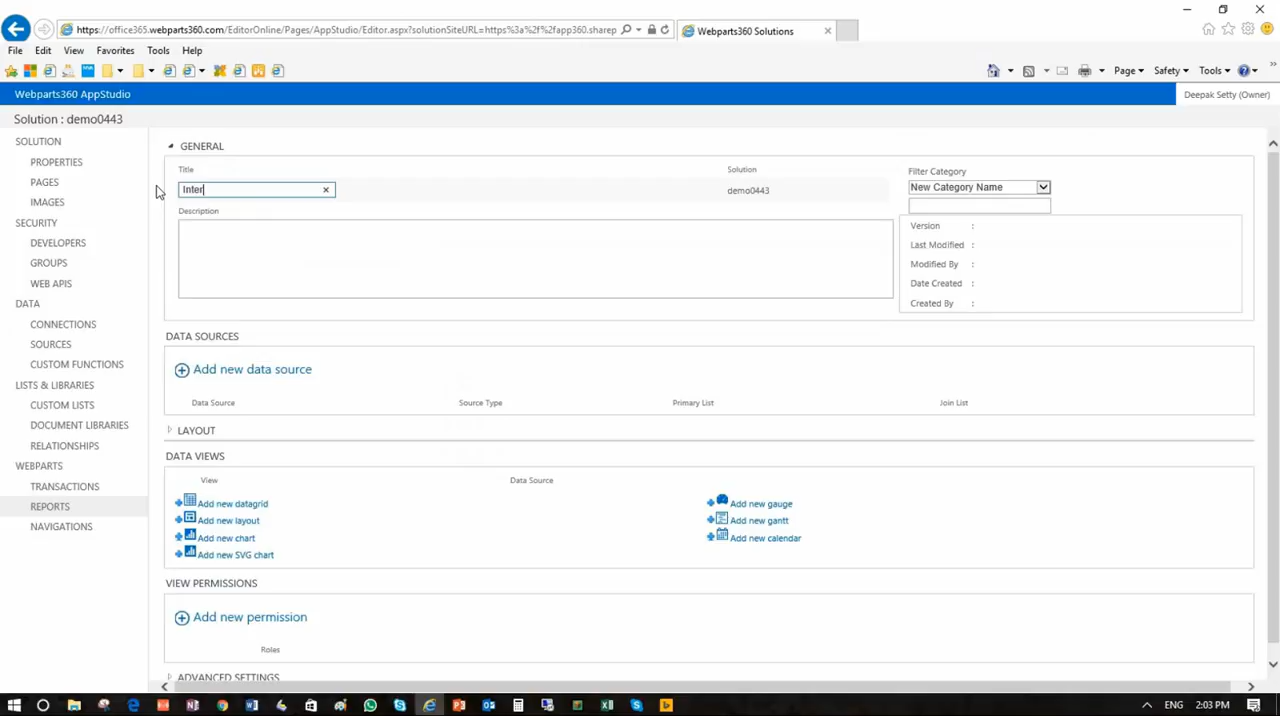 https://office365.webparts360.com/EditorOnline/Pages/AppStudio/Editor.aspx?solutionSiteURL=https%3a%2f%2fapp360.sharep
Webparts360 Solutions
File Edit View Favorites Tools Help
Page Safety Tools
Webparts360 AppStudio
Deepak Setty (Owner)
Solution : demo0443
SOLUTION
PROPERTIES
PAGES
IMAGES
SECURITY
DEVELOPERS
GROUPS
WEB APIS
DATA
CONNECTIONS
SOURCES
CUSTOM FUNCTIONS
LISTS & LIBRARIES
CUSTOM LISTS
DOCUMENT LIBRARIES
RELATIONSHIPS
WEBPARTS
TRANSACTIONS
REPORTS
NAVIGATIONS
GENERAL
Title
Inter
Solution
demo0443
Filter Category
New Category Name
Description
Version :
Last Modified :
Modified By :
Date Created :
Created By :
DATA SOURCES
Add new data source
Data Source Source Type Primary List Join List
LAYOUT
DATA VIEWS
View Data Source
Add new datagrid
Add new layout
Add new chart
Add new SVG chart
Add new gauge
Add new gantt
Add new calendar
VIEW PERMISSIONS
Add new permission
Roles
ADVANCED SETTINGS
ENG 2:03 PM